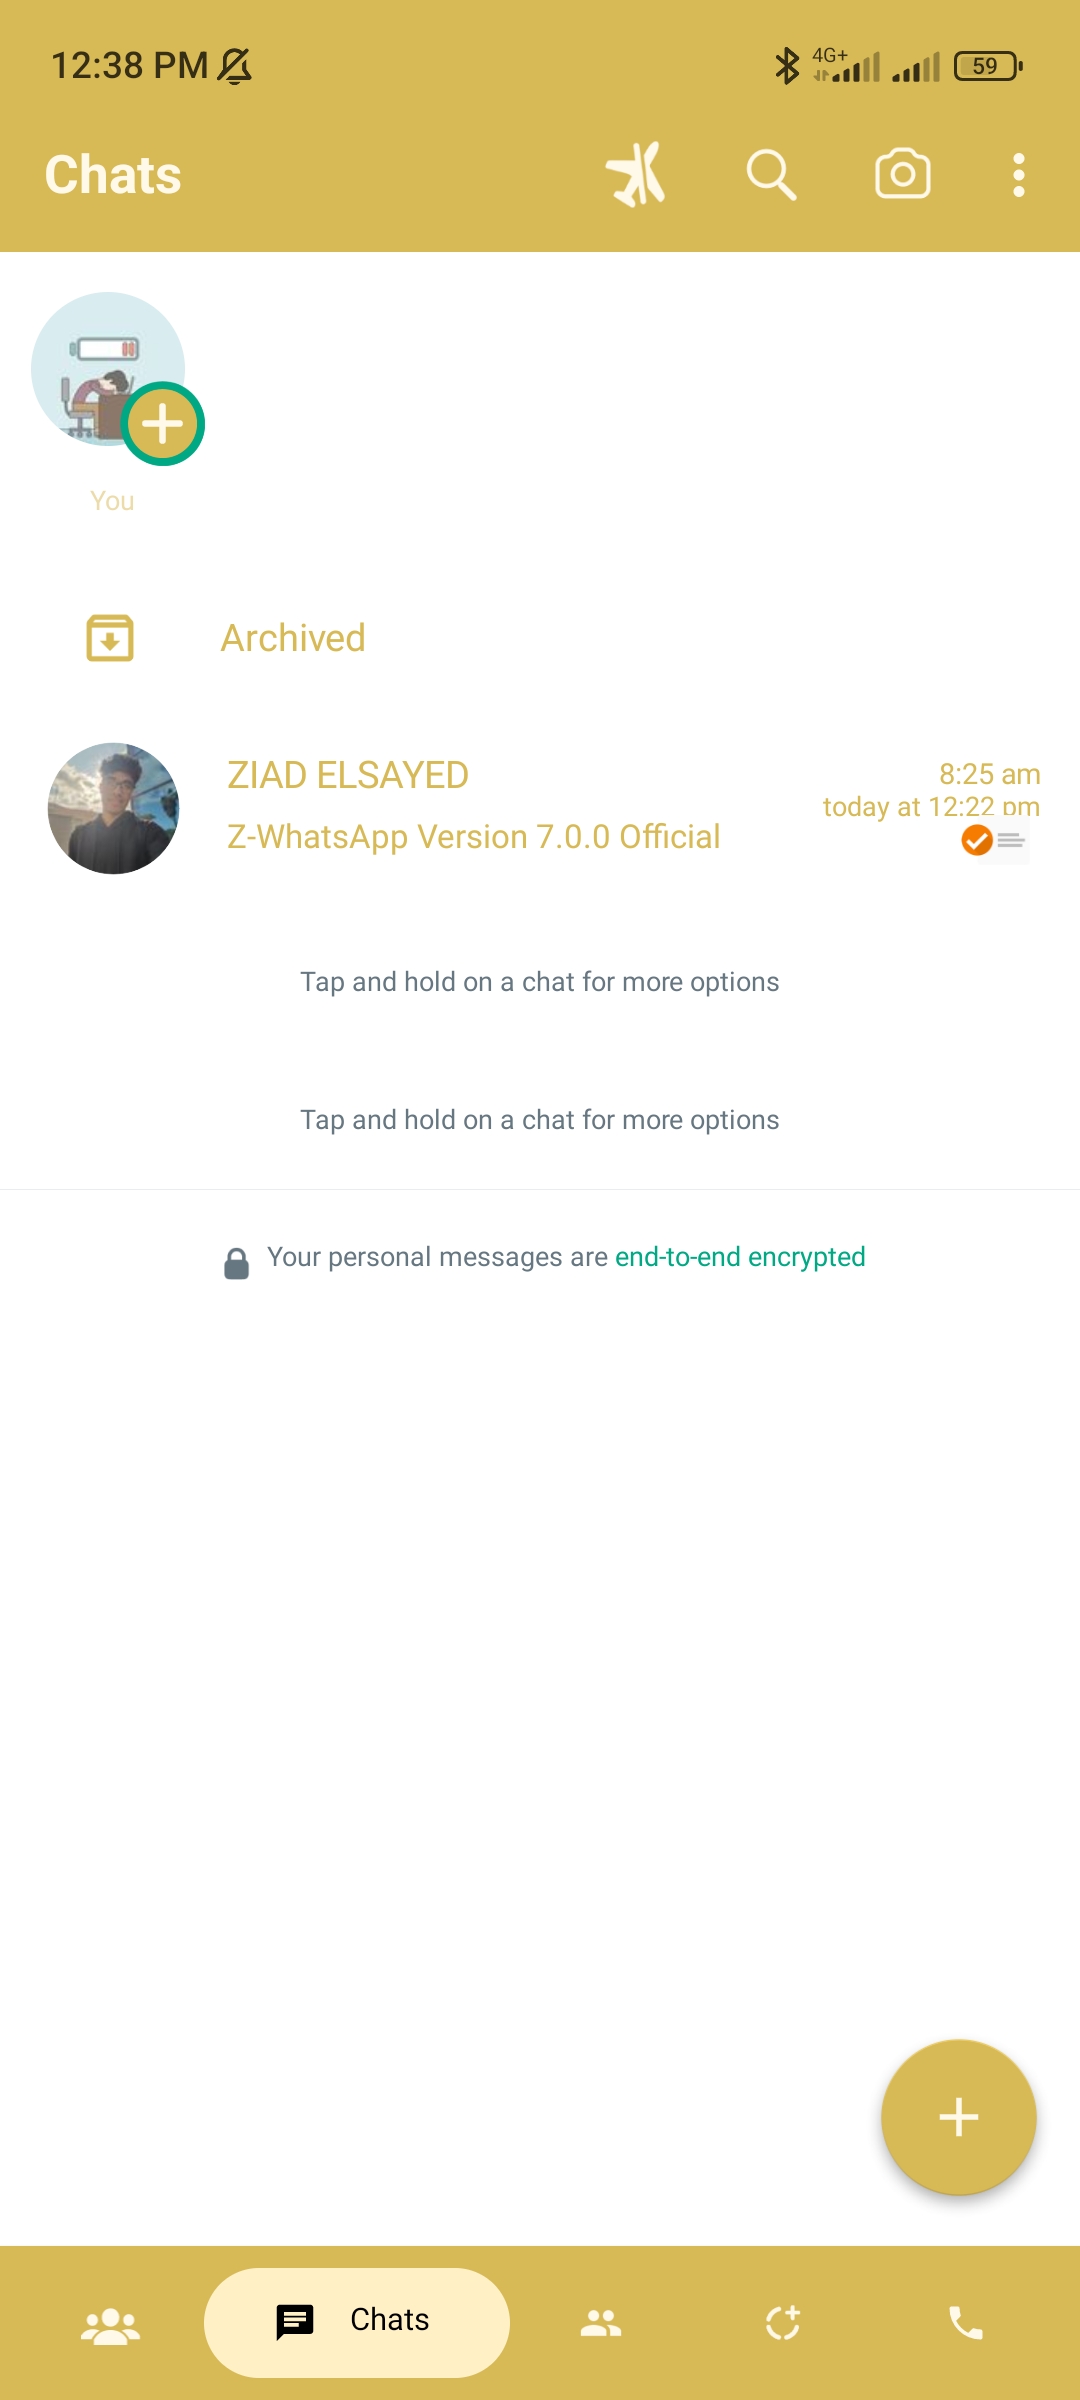 12:38 PM
4G+
59
Chats
You
Archived
ZIAD ELSAYED
8:25 am
today at 12:22 pm
Z-WhatsApp Version 7.0.0 Official
Tap and hold on a chat for more options
Tap and hold on a chat for more options
Your personal messages are end-to-end encrypted
Chats